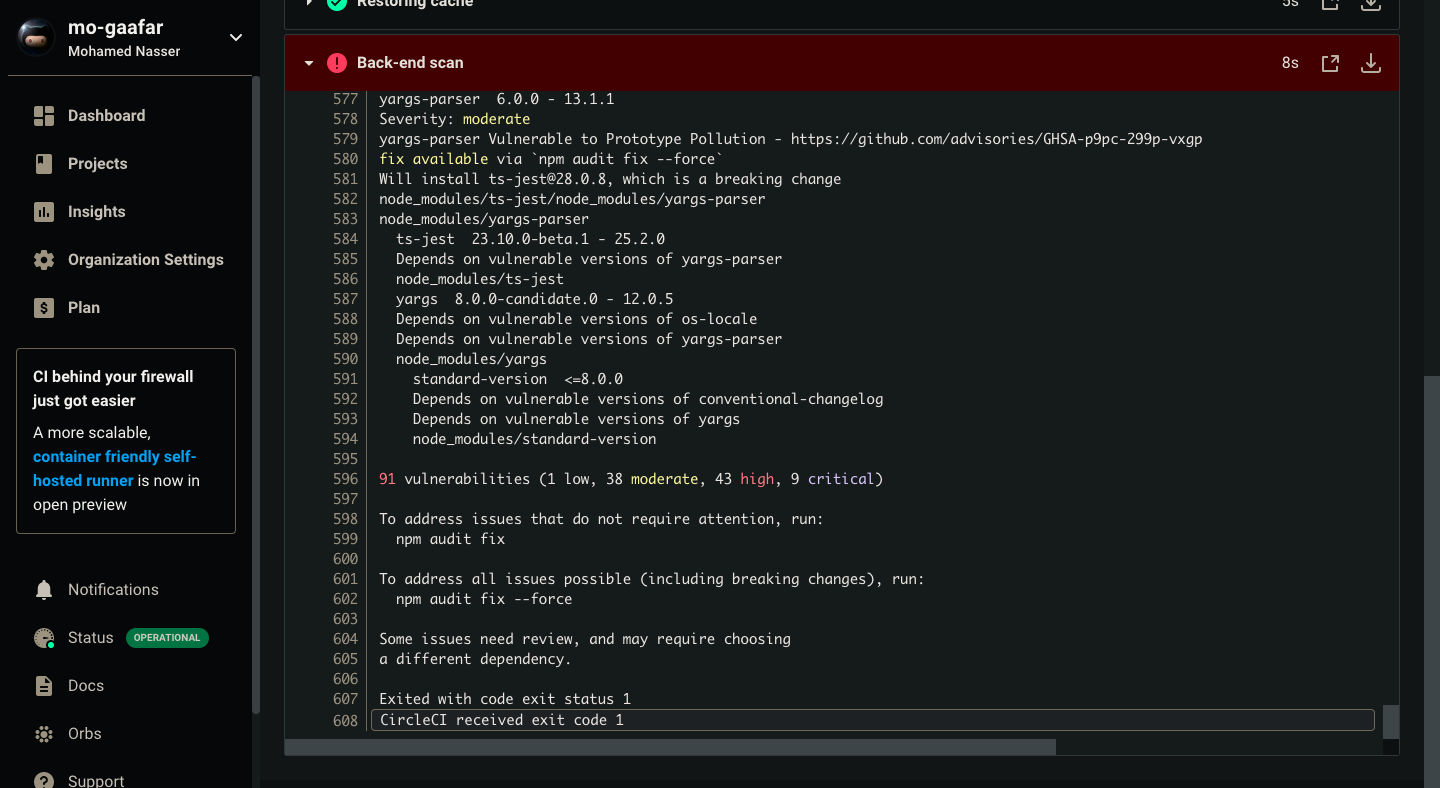 mo-gaafar
Mohamed Nasser
Dashboard
Projects
Insights
Organization Settings
Plan
CI behind your firewall
just got easier
A more scalable,
container friendly self-
hosted runner is now in
open preview
Notifications
Status OPERATIONAL
Docs
Orbs
Support
Restoring cache 5s
Back-end scan 8s
577 yargs-parser  6.0.0 - 13.1.1
578 Severity: moderate
579 yargs-parser Vulnerable to Prototype Pollution - https://github.com/advisories/GHSA-p9pc-299p-vxgp
580 fix available via `npm audit fix --force`
581 Will install ts-jest@28.0.8, which is a breaking change
582 node_modules/ts-jest/node_modules/yargs-parser
583 node_modules/yargs-parser
584   ts-jest  23.10.0-beta.1 - 25.2.0
585   Depends on vulnerable versions of yargs-parser
586   node_modules/ts-jest
587   yargs  8.0.0-candidate.0 - 12.0.5
588   Depends on vulnerable versions of os-locale
589   Depends on vulnerable versions of yargs-parser
590   node_modules/yargs
591     standard-version  <=8.0.0
592     Depends on vulnerable versions of conventional-changelog
593     Depends on vulnerable versions of yargs
594     node_modules/standard-version
595
596 91 vulnerabilities (1 low, 38 moderate, 43 high, 9 critical)
597
598 To address issues that do not require attention, run:
599   npm audit fix
600
601 To address all issues possible (including breaking changes), run:
602   npm audit fix --force
603
604 Some issues need review, and may require choosing
605 a different dependency.
606
607 Exited with code exit status 1
608 CircleCI received exit code 1